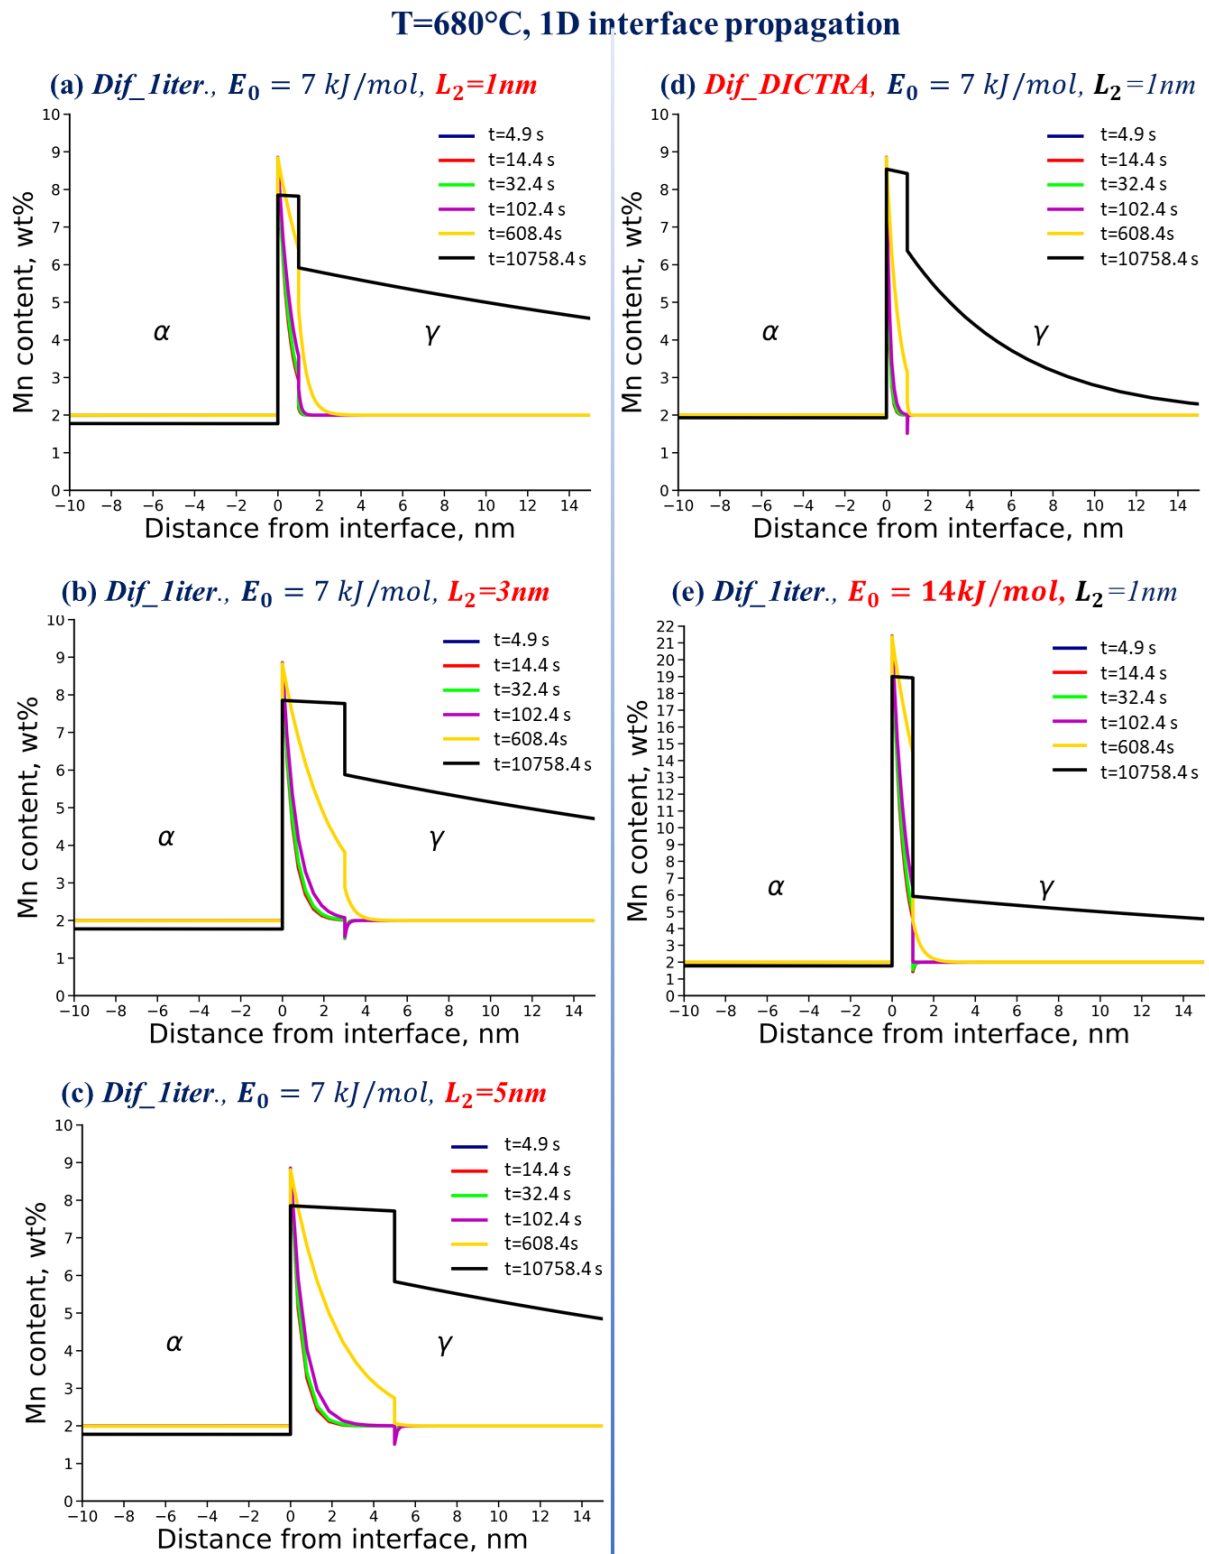 T=680°C, 1D interface propagation
(a) Dif_1iter., E₀ = 7 kJ/mol, L₂=1nm
10
9
8
7
6
5
4
3
2
1
0
Mn content, wt%
t=4.9 s
t=14.4 s
t=32.4 s
t=102.4 s
t=608.4s
t=10758.4 s
α
γ
−10 −8 −6 −4 −2 0 2 4 6 8 10 12 14
Distance from interface, nm
(d) Dif_DICTRA, E₀ = 7 kJ/mol, L₂=1nm
10
9
8
7
6
5
4
3
2
1
0
Mn content, wt%
t=4.9 s
t=14.4 s
t=32.4 s
t=102.4 s
t=608.4s
t=10758.4 s
α
γ
−10 −8 −6 −4 −2 0 2 4 6 8 10 12 14
Distance from interface, nm
(b) Dif_1iter., E₀ = 7 kJ/mol, L₂=3nm
10
9
8
7
6
5
4
3
2
1
0
Mn content, wt%
t=4.9 s
t=14.4 s
t=32.4 s
t=102.4 s
t=608.4s
t=10758.4 s
α
γ
−10 −8 −6 −4 −2 0 2 4 6 8 10 12 14
Distance from interface, nm
(e) Dif_1iter., E₀ = 14kJ/mol, L₂=1nm
22
21
20
19
18
17
16
15
14
13
12
11
10
9
8
7
6
5
4
3
2
1
0
Mn content, wt%
t=4.9 s
t=14.4 s
t=32.4 s
t=102.4 s
t=608.4s
t=10758.4 s
α
γ
−10 −8 −6 −4 −2 0 2 4 6 8 10 12 14
Distance from interface, nm
(c) Dif_1iter., E₀ = 7 kJ/mol, L₂=5nm
10
9
8
7
6
5
4
3
2
1
0
Mn content, wt%
t=4.9 s
t=14.4 s
t=32.4 s
t=102.4 s
t=608.4s
t=10758.4 s
α
γ
−10 −8 −6 −4 −2 0 2 4 6 8 10 12 14
Distance from interface, nm